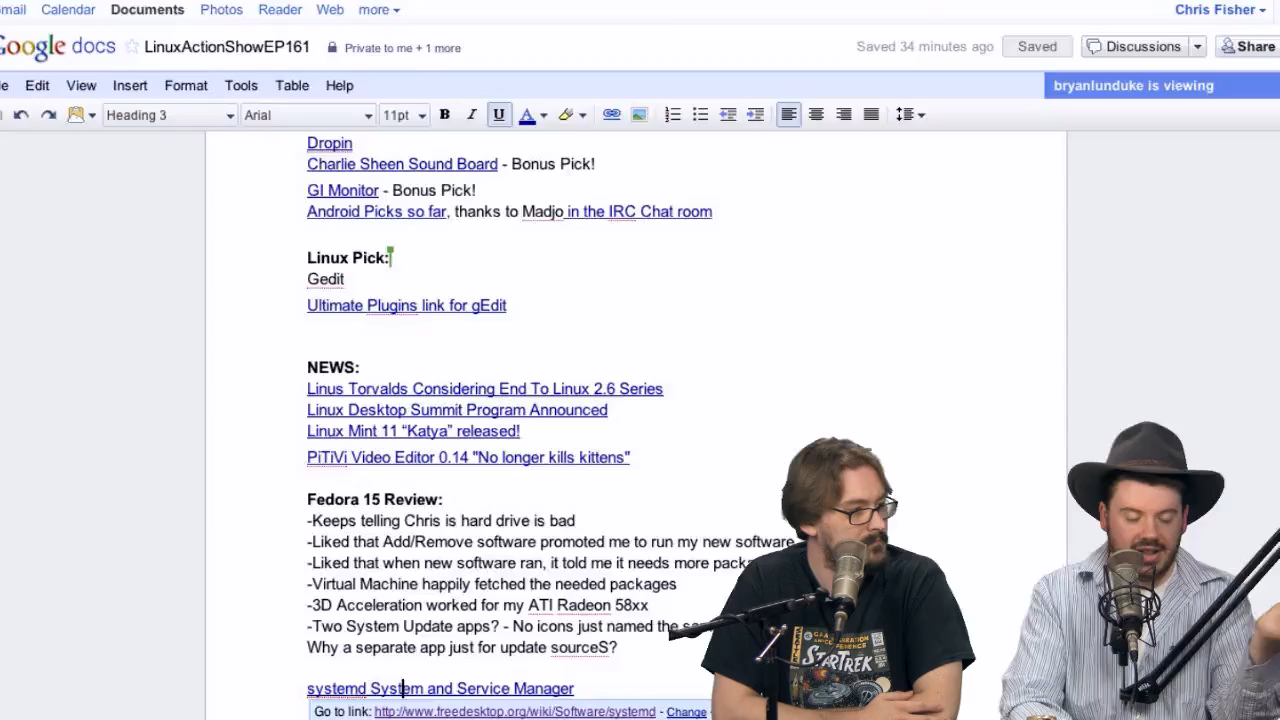 mail Calendar Documents Photos Reader Web more Chris Fisher
Google docs LinuxActionShowEP161 Private to me + 1 more Saved 34 minutes ago Saved Discussions Share
Edit View Insert Format Tools Table Help bryanlunduke is viewing
Heading 3 Arial 11pt B I U A
Dropin
Charlie Sheen Sound Board - Bonus Pick!
GI Monitor - Bonus Pick!
Android Picks so far, thanks to Madjo in the IRC Chat room
Linux Pick:
Gedit
Ultimate Plugins link for gEdit
NEWS:
Linus Torvalds Considering End To Linux 2.6 Series
Linux Desktop Summit Program Announced
Linux Mint 11 “Katya” released!
PiTiVi Video Editor 0.14 "No longer kills kittens"
Fedora 15 Review:
-Keeps telling Chris is hard drive is bad
-Liked that Add/Remove software promoted me to run my new software
-Liked that when new software ran, it told me it needs more
-Virtual Machine happily fetched the needed packages
-3D Acceleration worked for my ATI Radeon 58xx
-Two System Update apps? - No icons just named the
Why a separate app just for update sourceS?
systemd System and Service Manager
Go to link: http://www.freedesktop.org/wiki/Software/systemd - Change
STAR TREK